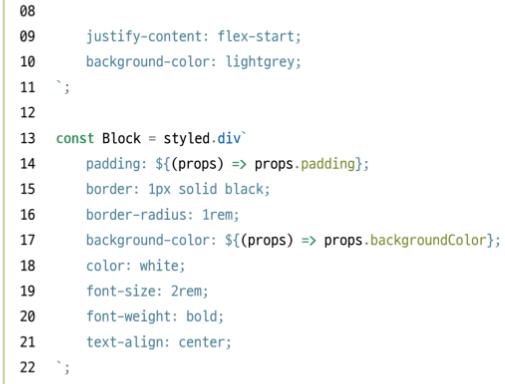 08
09 justify-content: flex-start;
10 background-color: lightgrey;
11 `;
12
13 const Block = styled.div`
14 padding: ${(props) => props.padding};
15 border: 1px solid black;
16 border-radius: 1rem;
17 background-color: ${(props) => props.backgroundColor};
18 color: white;
19 font-size: 2rem;
20 font-weight: bold;
21 text-align: center;
22 `;